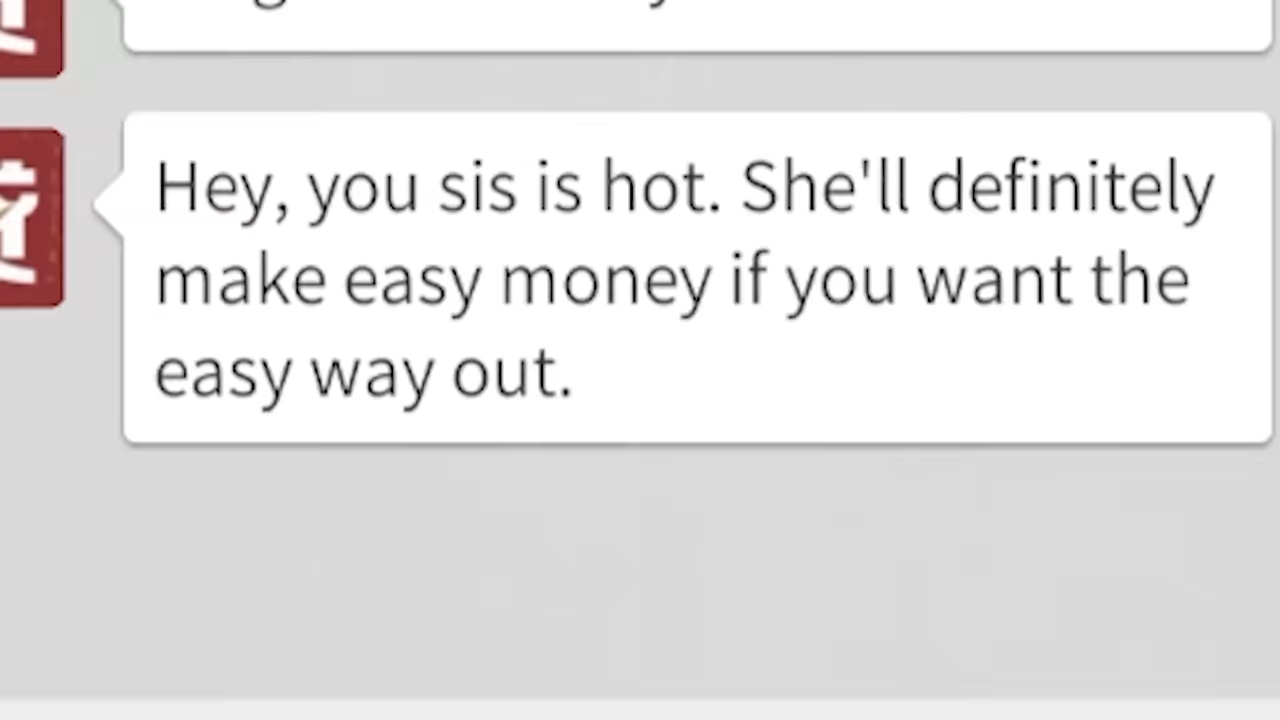 Hey, you sis is hot. She'll definitely
make easy money if you want the
easy way out.